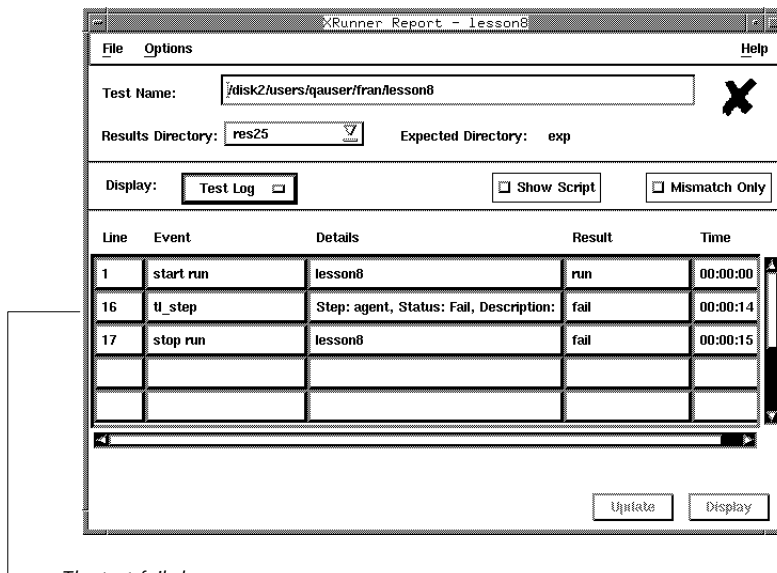 XRunner Report - lesson8
File Options Help
Test Name: /disk2/users/qauser/fran/lesson8
Results Directory: res25 Expected Directory: exp
Display: Test Log Show Script Mismatch Only
Line Event Details Result Time
1 start run lesson8 run 00:00:00
16 tl_step Step: agent, Status: Fail, Description: fail 00:00:14
17 stop run lesson8 fail 00:00:15
Update Display